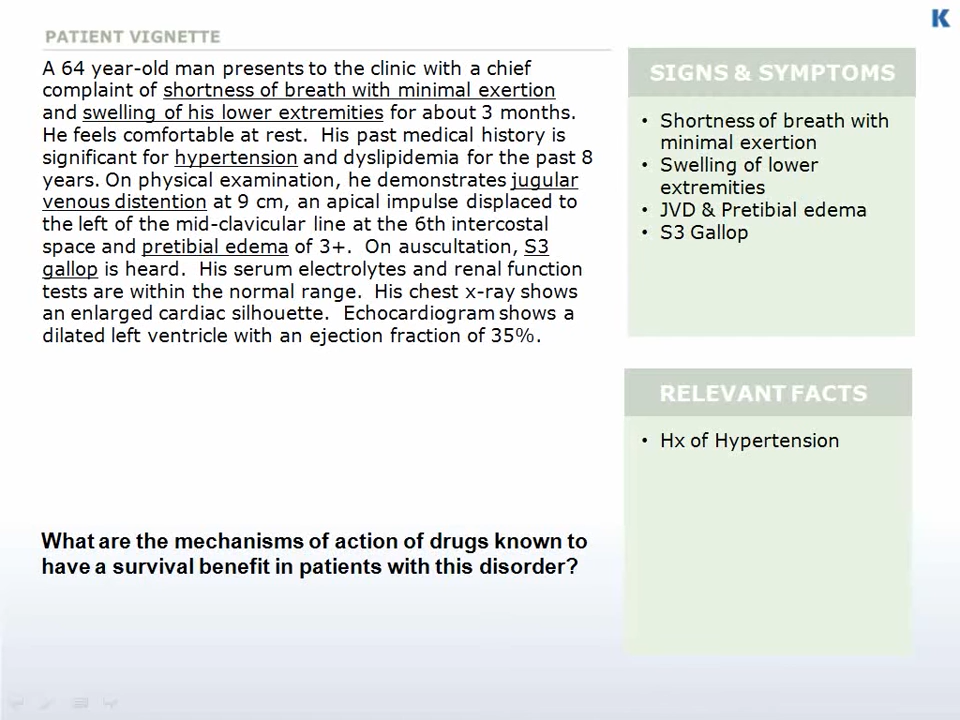 K
PATIENT VIGNETTE
A 64 year-old man presents to the clinic with a chief
complaint of shortness of breath with minimal exertion
and swelling of his lower extremities for about 3 months.
He feels comfortable at rest.  His past medical history is
significant for hypertension and dyslipidemia for the past 8
years. On physical examination, he demonstrates jugular
venous distention at 9 cm, an apical impulse displaced to
the left of the mid-clavicular line at the 6th intercostal
space and pretibial edema of 3+.  On auscultation, S3
gallop is heard.  His serum electrolytes and renal function
tests are within the normal range.  His chest x-ray shows
an enlarged cardiac silhouette.  Echocardiogram shows a
dilated left ventricle with an ejection fraction of 35%.
What are the mechanisms of action of drugs known to
have a survival benefit in patients with this disorder?
SIGNS & SYMPTOMS
• Shortness of breath with
minimal exertion
• Swelling of lower
extremities
• JVD & Pretibial edema
• S3 Gallop
RELEVANT FACTS
• Hx of Hypertension